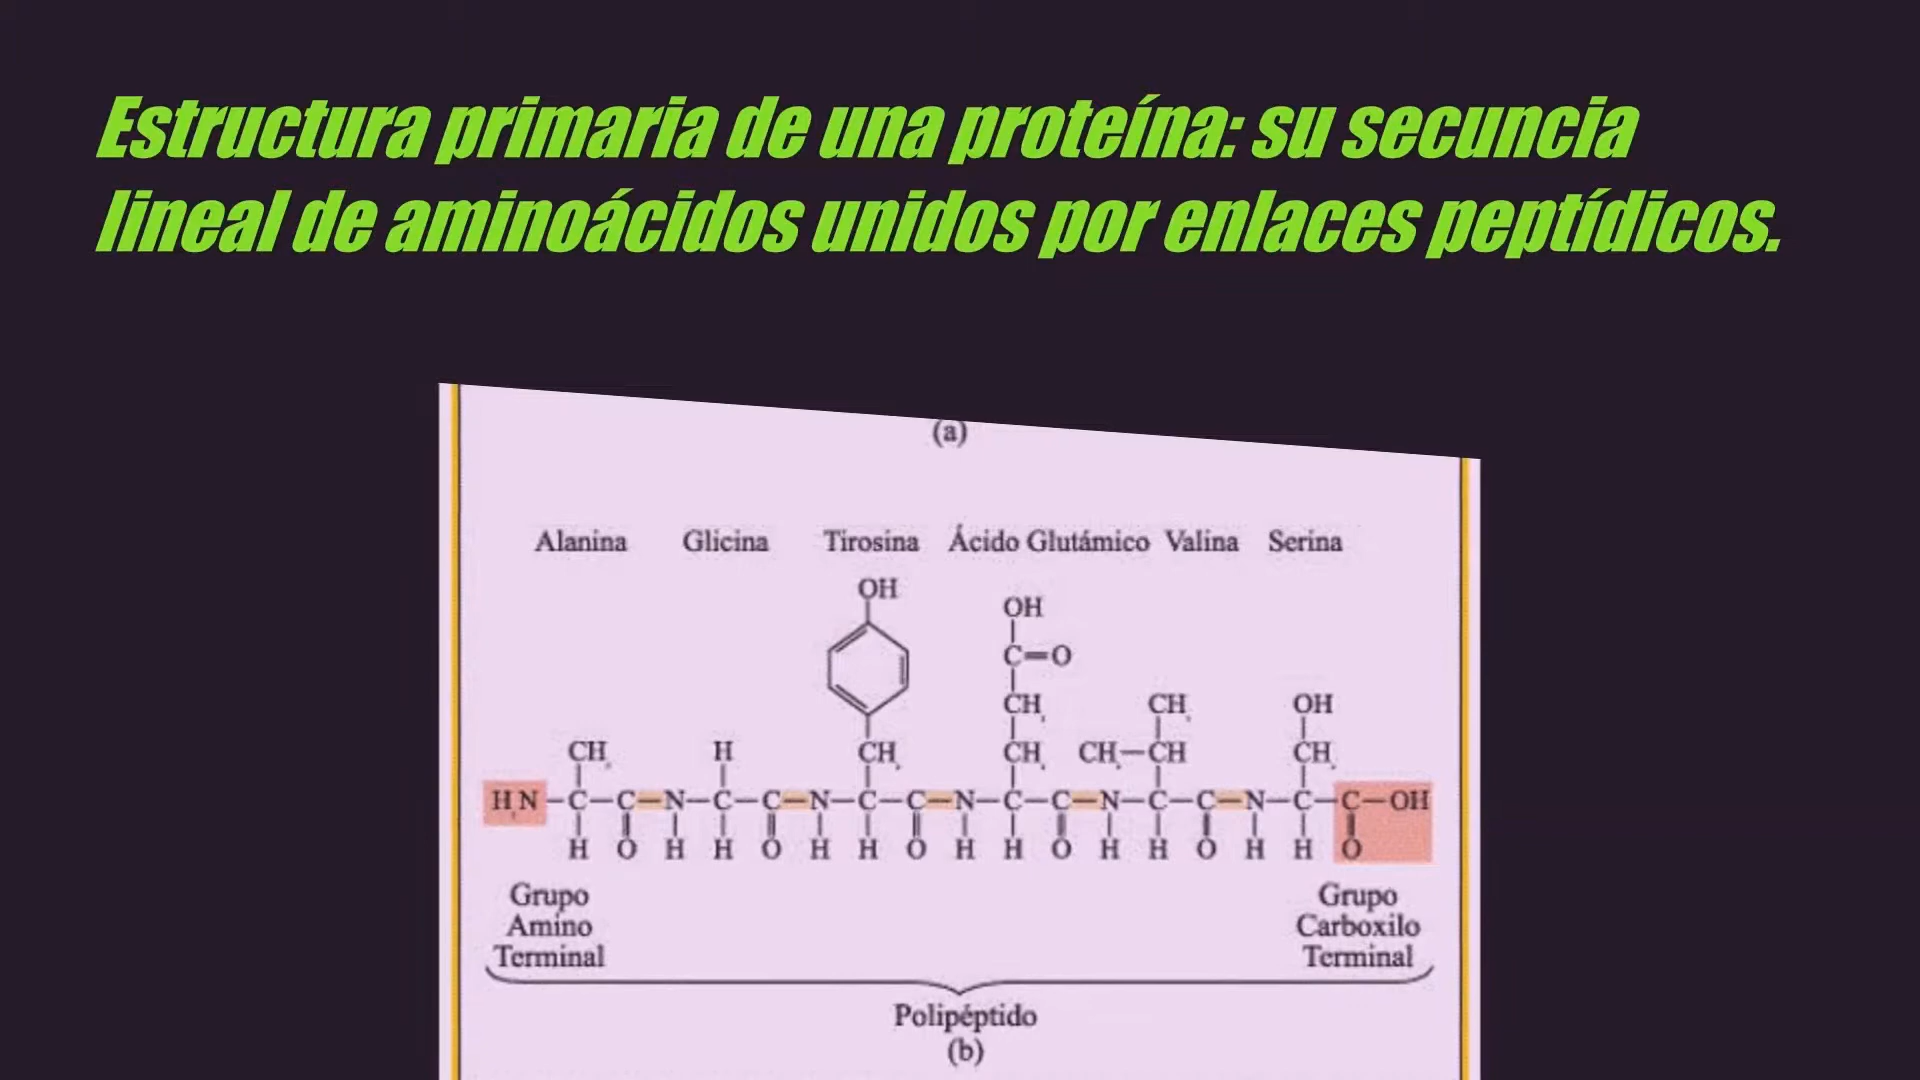 Estructura primaria de una proteína: su secuncia
lineal de aminoácidos unidos por enlaces peptídicos.
(a)
Alanina Glicina Tirosina Ácido Glutámico Valina Serina
OH
OH
C=O
CH CH OH
CH H CH CH CH—CH CH
H N—C—C=N—C—C=N—C—C=N—C—C=N—C—C=N—C—C—OH
H O H H O H H O H H O H H O H H O
Grupo Grupo
Amino Carboxilo
Terminal Terminal
Polipéptido
(b)